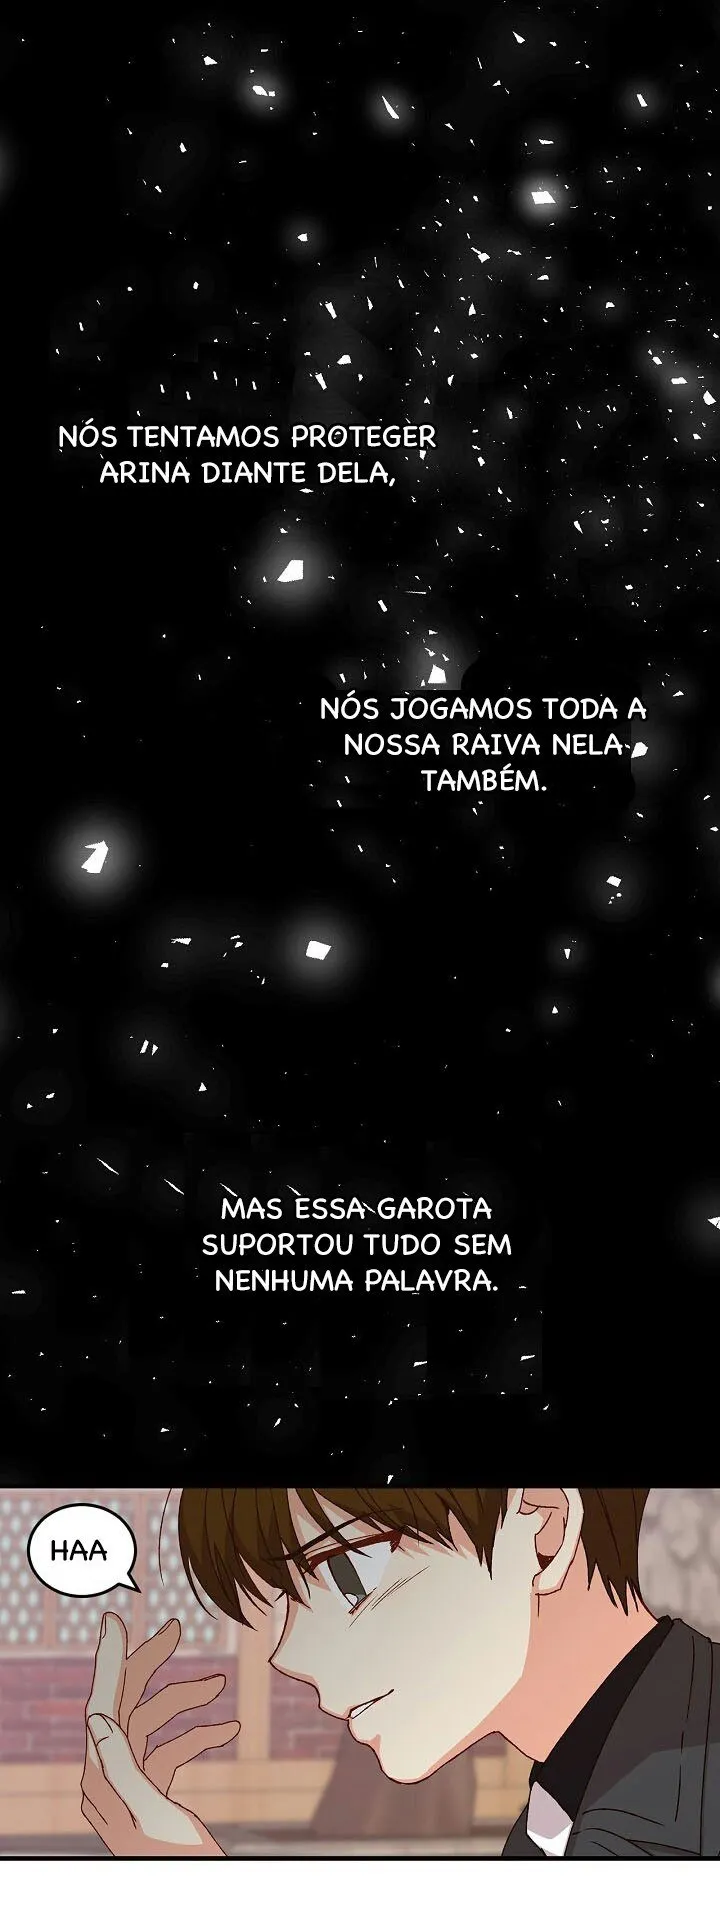 NÓS TENTAMOS PROTEGER
ARINA DIANTE DELA,
NÓS JOGAMOS TODA A
NOSSA RAIVA NELA
TAMBÉM.
MAS ESSA GAROTA
SUPORTOU TUDO SEM
NENHUMA PALAVRA.
HAA